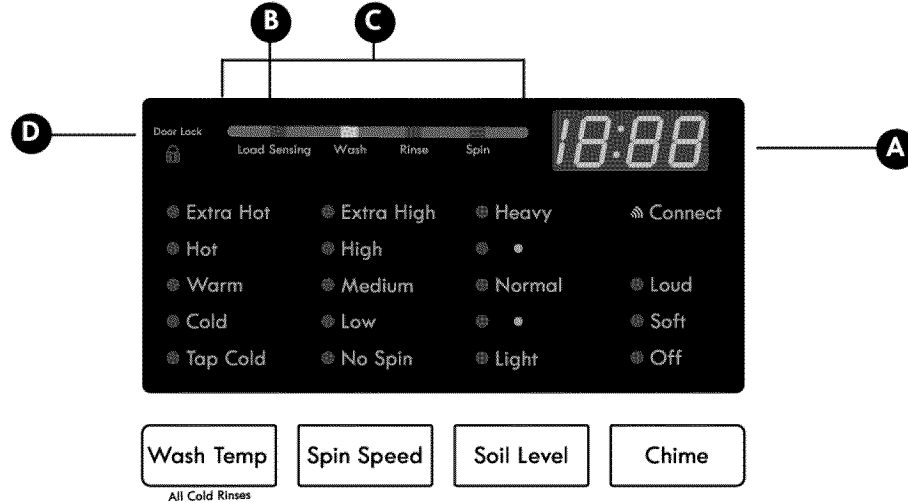 B C
D A
Door Lock
Load Sensing Wash Rinse Spin
18:88
Extra Hot Extra High Heavy Connect
Hot High
Warm Medium Normal Loud
Cold Low Soft
Tap Cold No Spin Light Off
Wash Temp Spin Speed Soil Level Chime
All Cold Rinses